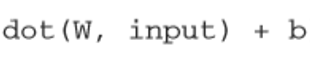 dot(W, input) + b